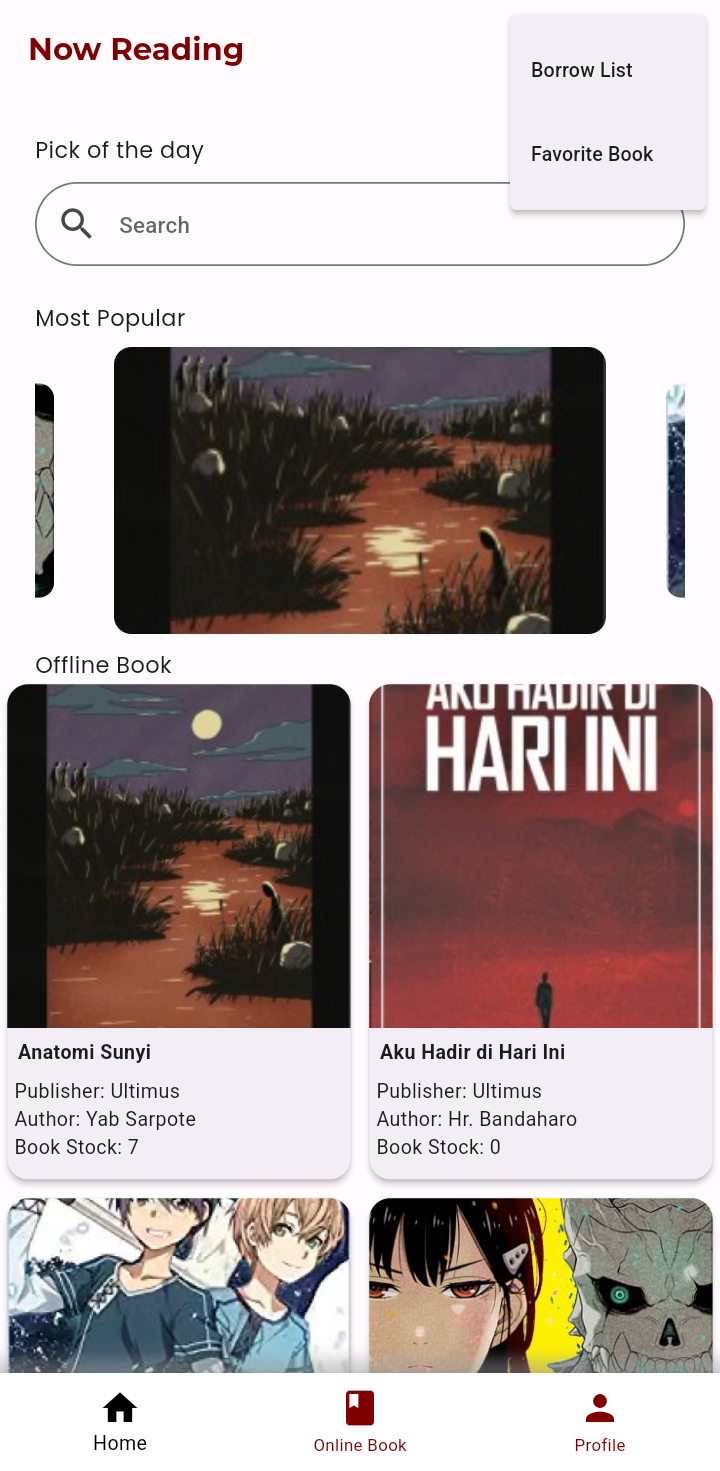 Now Reading
Borrow List
Favorite Book
Pick of the day
Search
Most Popular
Offline Book
AKU HADIR DI
HARI INI
Anatomi Sunyi
Publisher: Ultimus
Author: Yab Sarpote
Book Stock: 7
Aku Hadir di Hari Ini
Publisher: Ultimus
Author: Hr. Bandaharo
Book Stock: 0
Home
Online Book
Profile